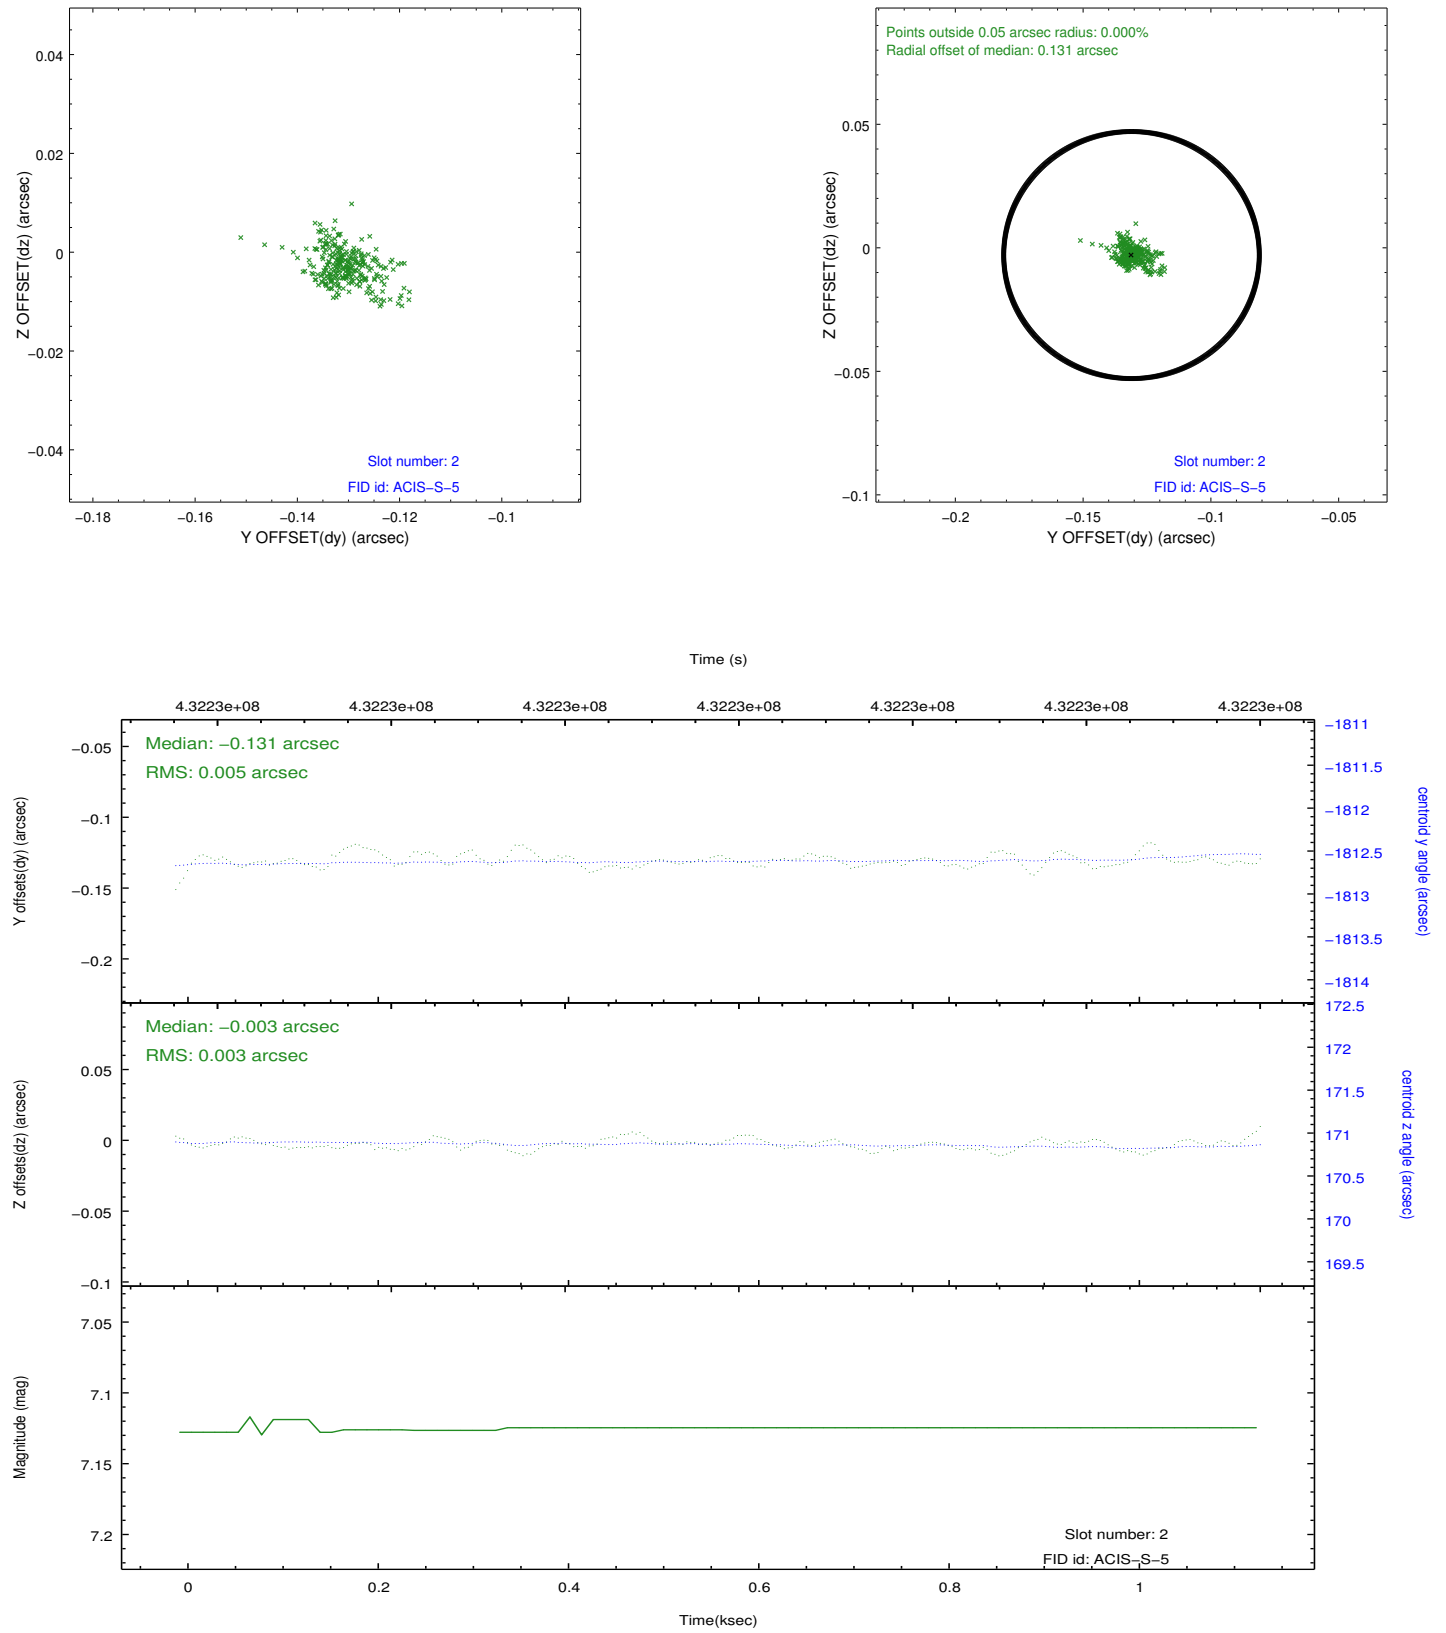 0.04
0.02
0
−0.02
−0.04
Z OFFSET(dz) (arcsec)
Slot number: 2
FID id: ACIS−S−5
−0.18
−0.16
−0.14
−0.12
−0.1
Y OFFSET(dy) (arcsec)
Points outside 0.05 arcsec radius: 0.000%
Radial offset of median: 0.131 arcsec
0.05
0
−0.05
−0.1
Z OFFSET(dz) (arcsec)
Slot number: 2
FID id: ACIS−S−5
−0.2
−0.15
−0.1
−0.05
Y OFFSET(dy) (arcsec)
Time (s)
4.3223e+08
4.3223e+08
4.3223e+08
4.3223e+08
4.3223e+08
4.3223e+08
4.3223e+08
Median: −0.131 arcsec
RMS: 0.005 arcsec
−0.05
−0.1
−0.15
−0.2
Y offsets(dy) (arcsec)
−1811
−1811.5
−1812
−1812.5
−1813
−1813.5
−1814
centroid y angle (arcsec)
Median: −0.003 arcsec
RMS: 0.003 arcsec
0.05
0
−0.05
−0.1
Z offsets(dz) (arcsec)
172.5
172
171.5
171
170.5
170
169.5
centroid z angle (arcsec)
7.05
7.1
7.15
7.2
Magnitude (mag)
Slot number: 2
FID id: ACIS−S−5
0
0.2
0.4
0.6
0.8
1
Time(ksec)